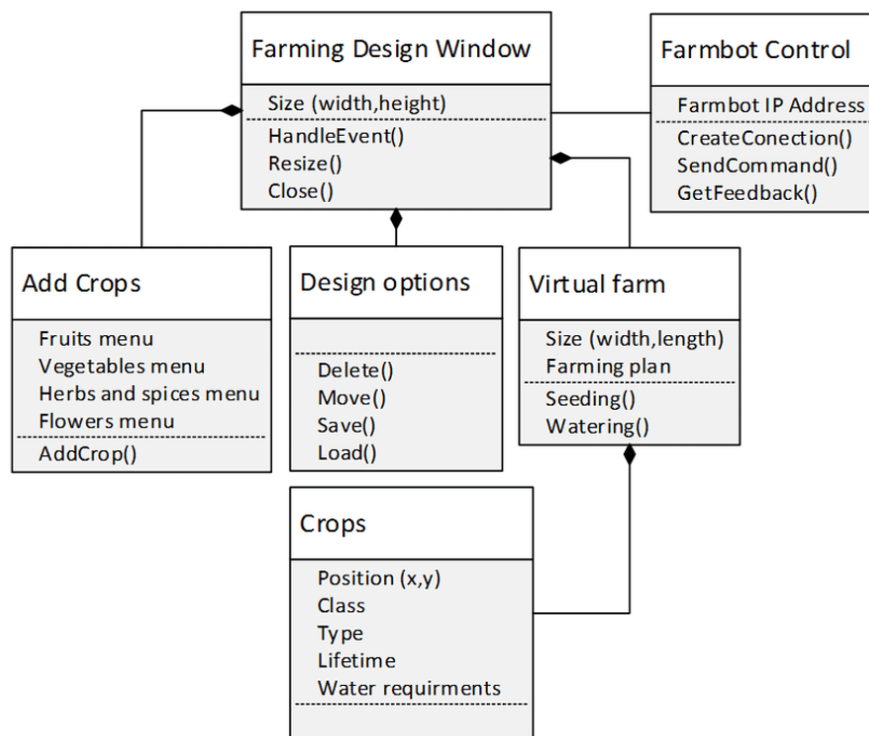 Farming Design Window
Size (width,height)
HandleEvent()
Resize()
Close()
Farmbot Control
Farmbot IP Address
CreateConection()
SendCommand()
GetFeedback()
Add Crops
Fruits menu
Vegetables menu
Herbs and spices menu
Flowers menu
AddCrop()
Design options
Delete()
Move()
Save()
Load()
Virtual farm
Size (width,length)
Farming plan
Seeding()
Watering()
Crops
Position (x,y)
Class
Type
Lifetime
Water requirments